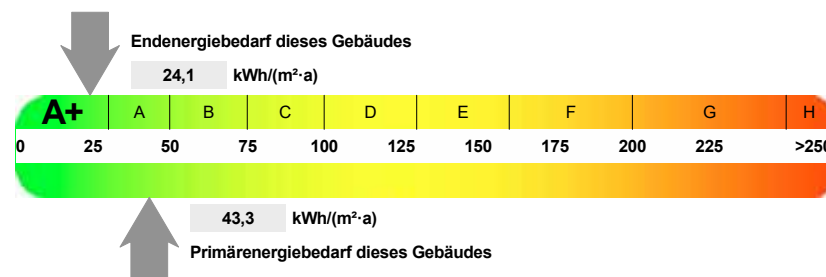 Endenergiebedarf dieses Gebäudes
24,1 kWh/(m²·a)
A+ A B C D E F G H
0 25 50 75 100 125 150 175 200 225 >250
43,3 kWh/(m²·a)
Primärenergiebedarf dieses Gebäudes